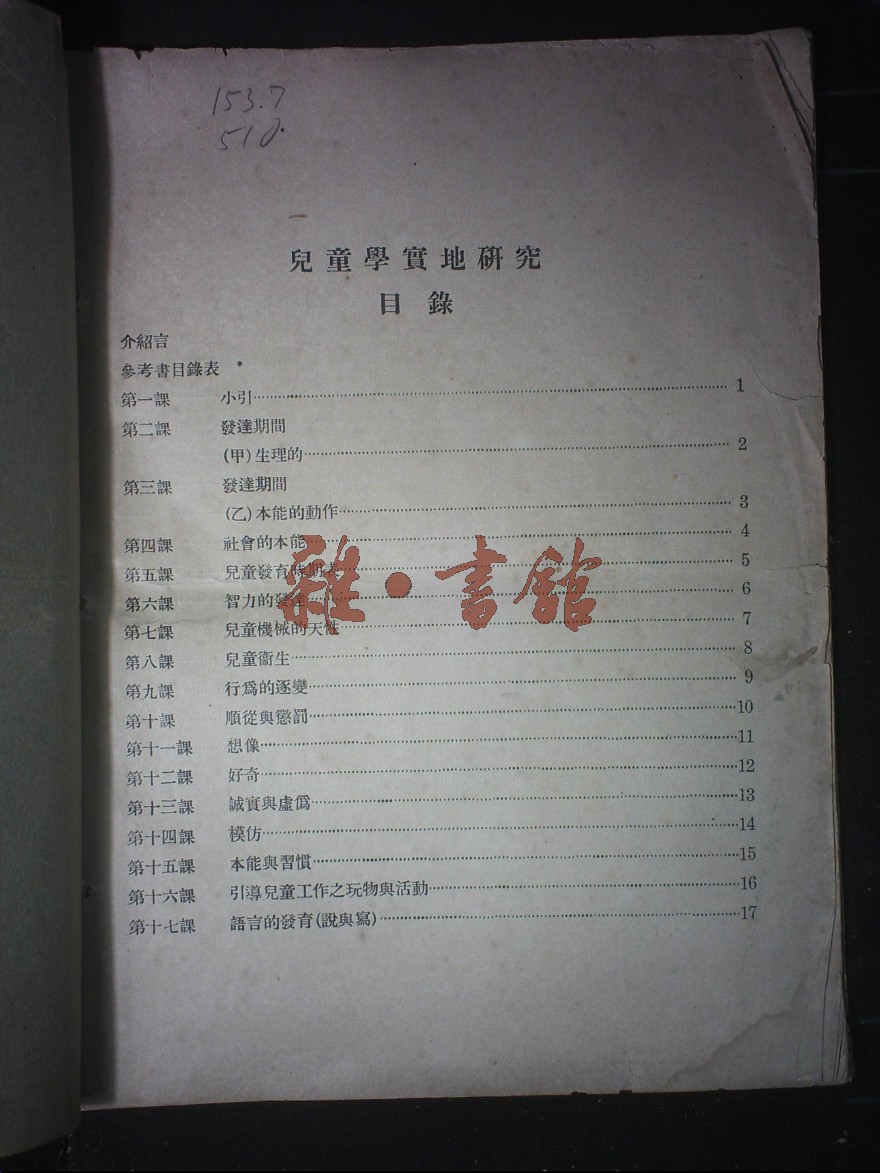 153.7
510
兒童學實地研究
目錄
介紹言
參考書目錄表
第一課 小引……1
第二課 發達期間
(甲)生理的……2
第三課 發達期間
(乙)本能的動作……3
第四課 社會的本能……4
第五課 兒童發育時期表……5
第六課 智力的發達……6
第七課 兒童機械的天性……7
第八課 兒童衞生……8
第九課 行爲的逐變……9
第十課 順從與懲罰……10
第十一課 想像……11
第十二課 好奇……12
第十三課 誠實與虛僞……13
第十四課 模仿……14
第十五課 本能與習慣……15
第十六課 引導兒童工作之玩物與活動……16
第十七課 語言的發育(說與寫)……17
雜·書館